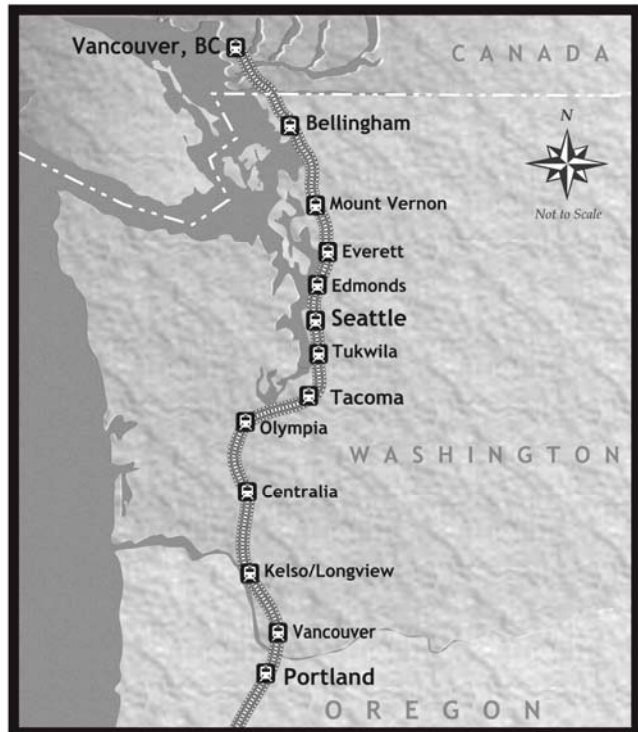 Vancouver, BC
CANADA
Bellingham
N
Not to Scale
Mount Vernon
Everett
Edmonds
Seattle
Tukwila
Tacoma
Olympia
WASHINGTON
Centralia
Kelso/Longview
Vancouver
Portland
OREGON